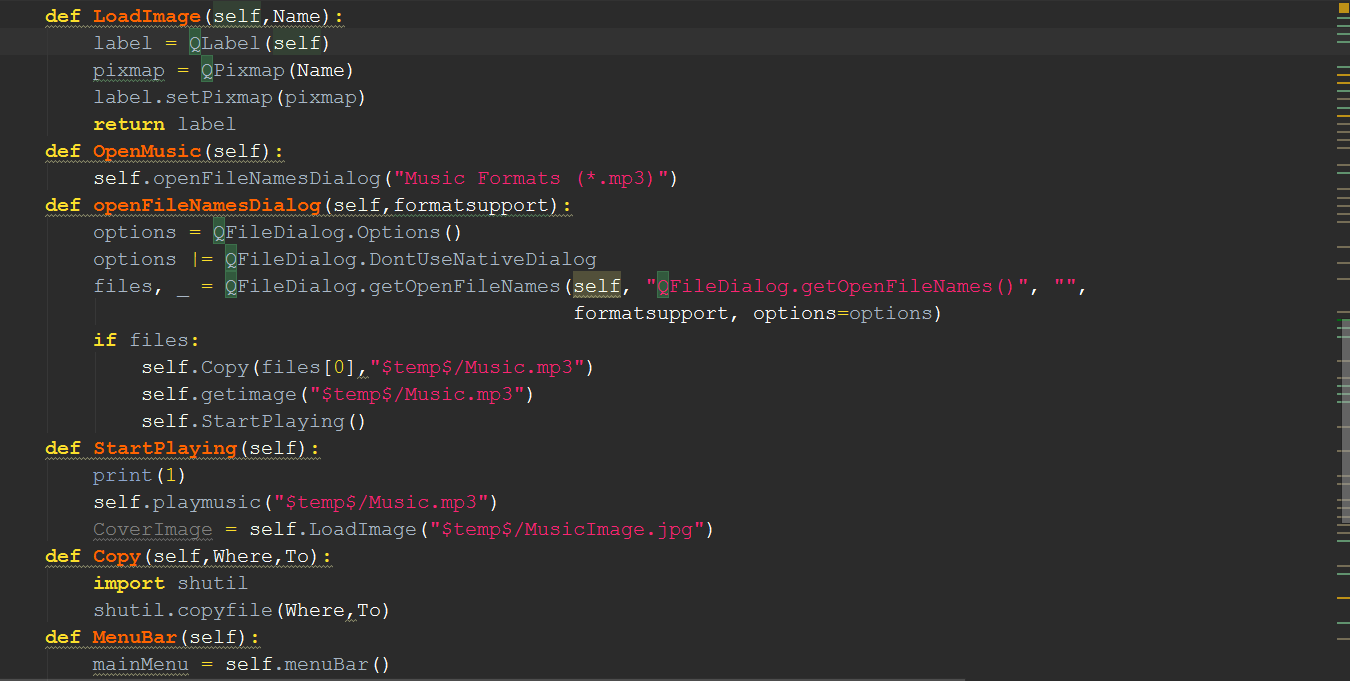 def LoadImage(self,Name):
    label = QLabel(self)
    pixmap = QPixmap(Name)
    label.setPixmap(pixmap)
    return label
def OpenMusic(self):
    self.openFileNamesDialog("Music Formats (*.mp3)")
def openFileNamesDialog(self,formatsupport):
    options = QFileDialog.Options()
    options |= QFileDialog.DontUseNativeDialog
    files, _ = QFileDialog.getOpenFileNames(self, "QFileDialog.getOpenFileNames()", "",
                                            formatsupport, options=options)
    if files:
        self.Copy(files[0],"$temp$/Music.mp3")
        self.getimage("$temp$/Music.mp3")
        self.StartPlaying()
def StartPlaying(self):
    print(1)
    self.playmusic("$temp$/Music.mp3")
    CoverImage = self.LoadImage("$temp$/MusicImage.jpg")
def Copy(self,Where,To):
    import shutil
    shutil.copyfile(Where,To)
def MenuBar(self):
    mainMenu = self.menuBar()